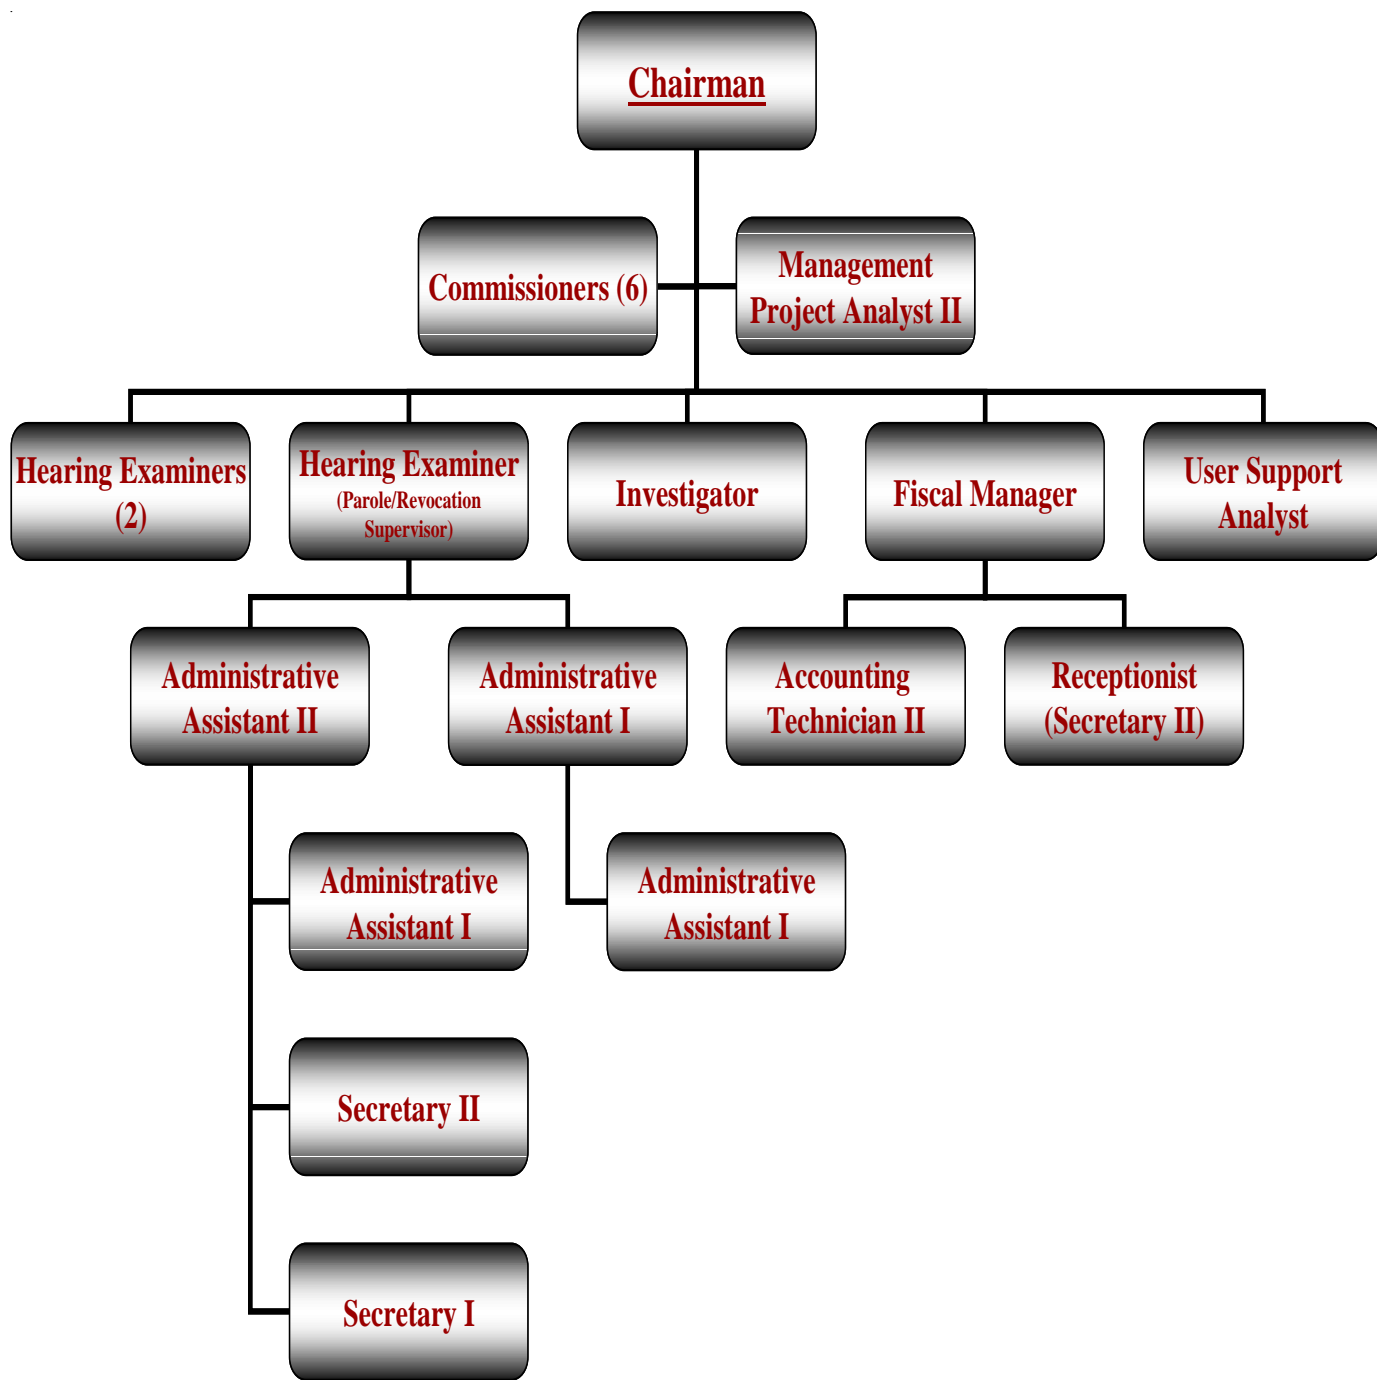 Chairman
Commissioners (6)
Management
Project Analyst II
Hearing Examiners
(2)
Hearing Examiner
(Parole/Revocation
Supervisor)
Investigator
Fiscal Manager
User Support
Analyst
Administrative
Assistant II
Administrative
Assistant I
Accounting
Technician II
Receptionist
(Secretary II)
Administrative
Assistant I
Administrative
Assistant I
Secretary II
Secretary I